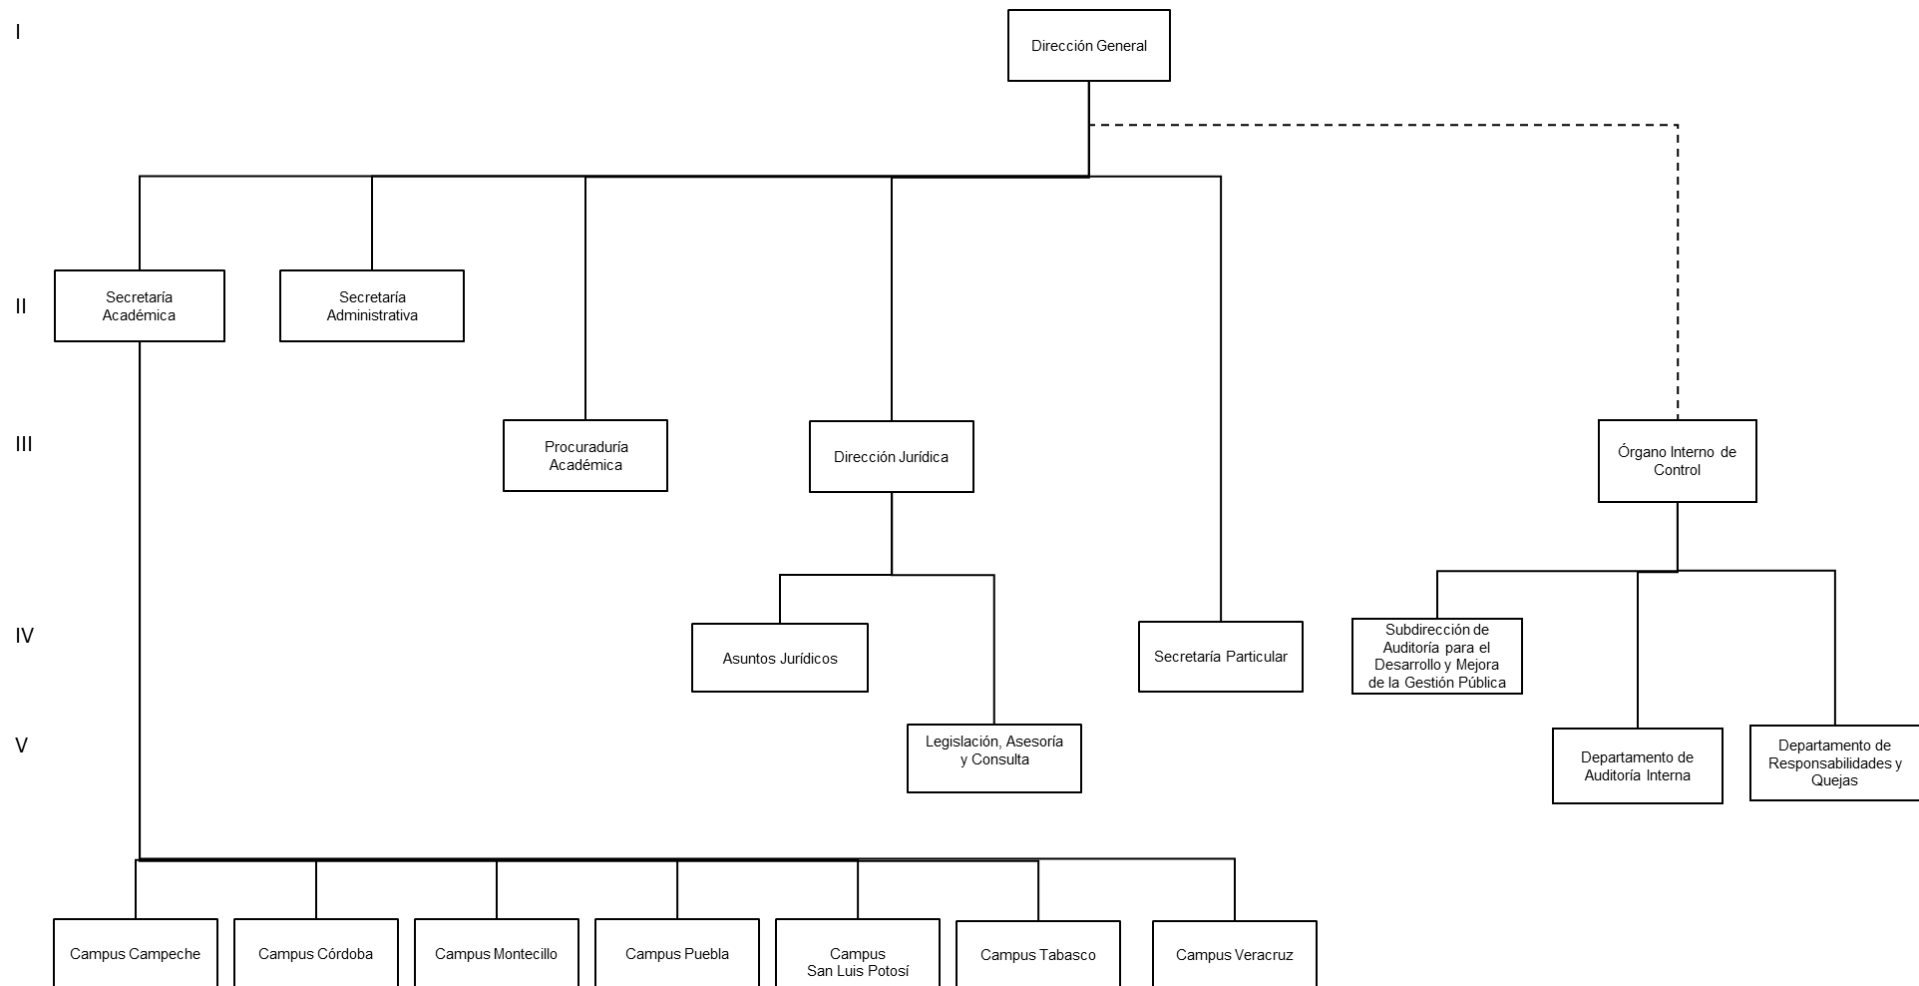 I
Dirección General
II
Secretaría
Académica
Secretaría
Administrativa
III
Procuraduría
Académica
Dirección Jurídica
Órgano Interno de
Control
IV
Asuntos Jurídicos
Secretaría Particular
Subdirección de
Auditoría para el
Desarrollo y Mejora
de la Gestión Pública
V
Legislación, Asesoría
y Consulta
Departamento de
Auditoría Interna
Departamento de
Responsabilidades y
Quejas
Campus Campeche
Campus Córdoba
Campus Montecillo
Campus Puebla
Campus
San Luis Potosí
Campus Tabasco
Campus Veracruz